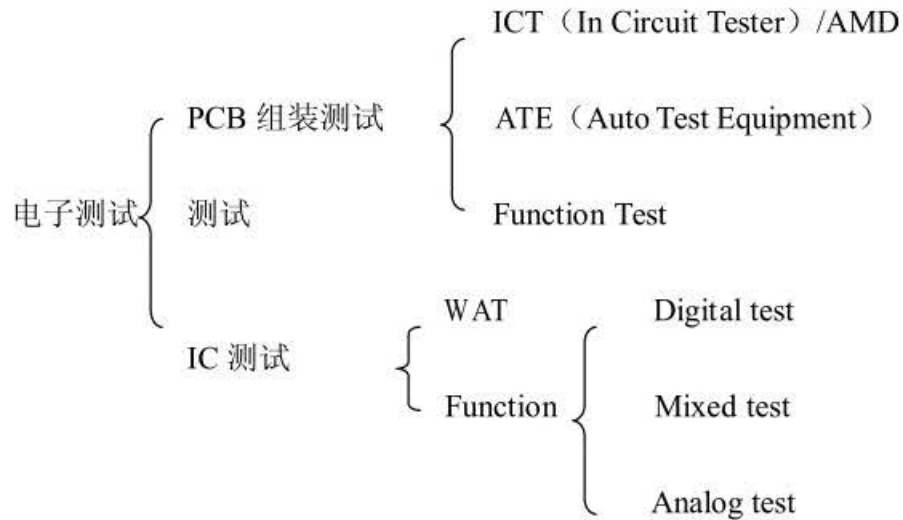 ICT（In Circuit Tester）/AMD
PCB 组装测试
ATE（Auto Test Equipment）
电子测试
测试
Function Test
WAT
Digital test
IC 测试
Function
Mixed test
Analog test